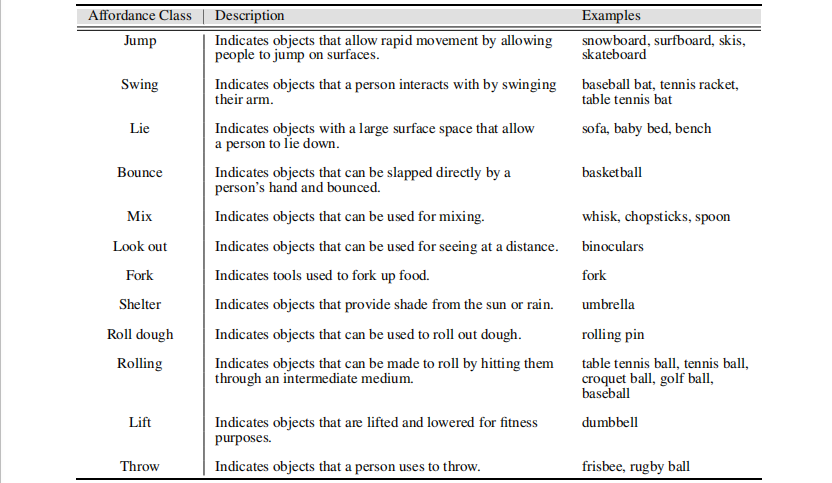 Affordance Class Description Examples
Jump Indicates objects that allow rapid movement by allowing snowboard, surfboard, skis,
people to jump on surfaces. skateboard
Swing Indicates objects that a person interacts with by swinging baseball bat, tennis racket,
their arm. table tennis bat
Lie Indicates objects with a large surface space that allow sofa, baby bed, bench
a person to lie down.
Bounce Indicates objects that can be slapped directly by a basketball
person's hand and bounced.
Mix Indicates objects that can be used for mixing. whisk, chopsticks, spoon
Look out Indicates objects that can be used for seeing at a distance. binoculars
Fork Indicates tools used to fork up food. fork
Shelter Indicates objects that provide shade from the sun or rain. umbrella
Roll dough Indicates objects that can be used to roll out dough. rolling pin
Rolling Indicates objects that can be made to roll by hitting them table tennis ball, tennis ball,
through an intermediate medium. croquet ball, golf ball,
baseball
Lift Indicates objects that are lifted and lowered for fitness dumbbell
purposes.
Throw Indicates objects that a person uses to throw. frisbee, rugby ball